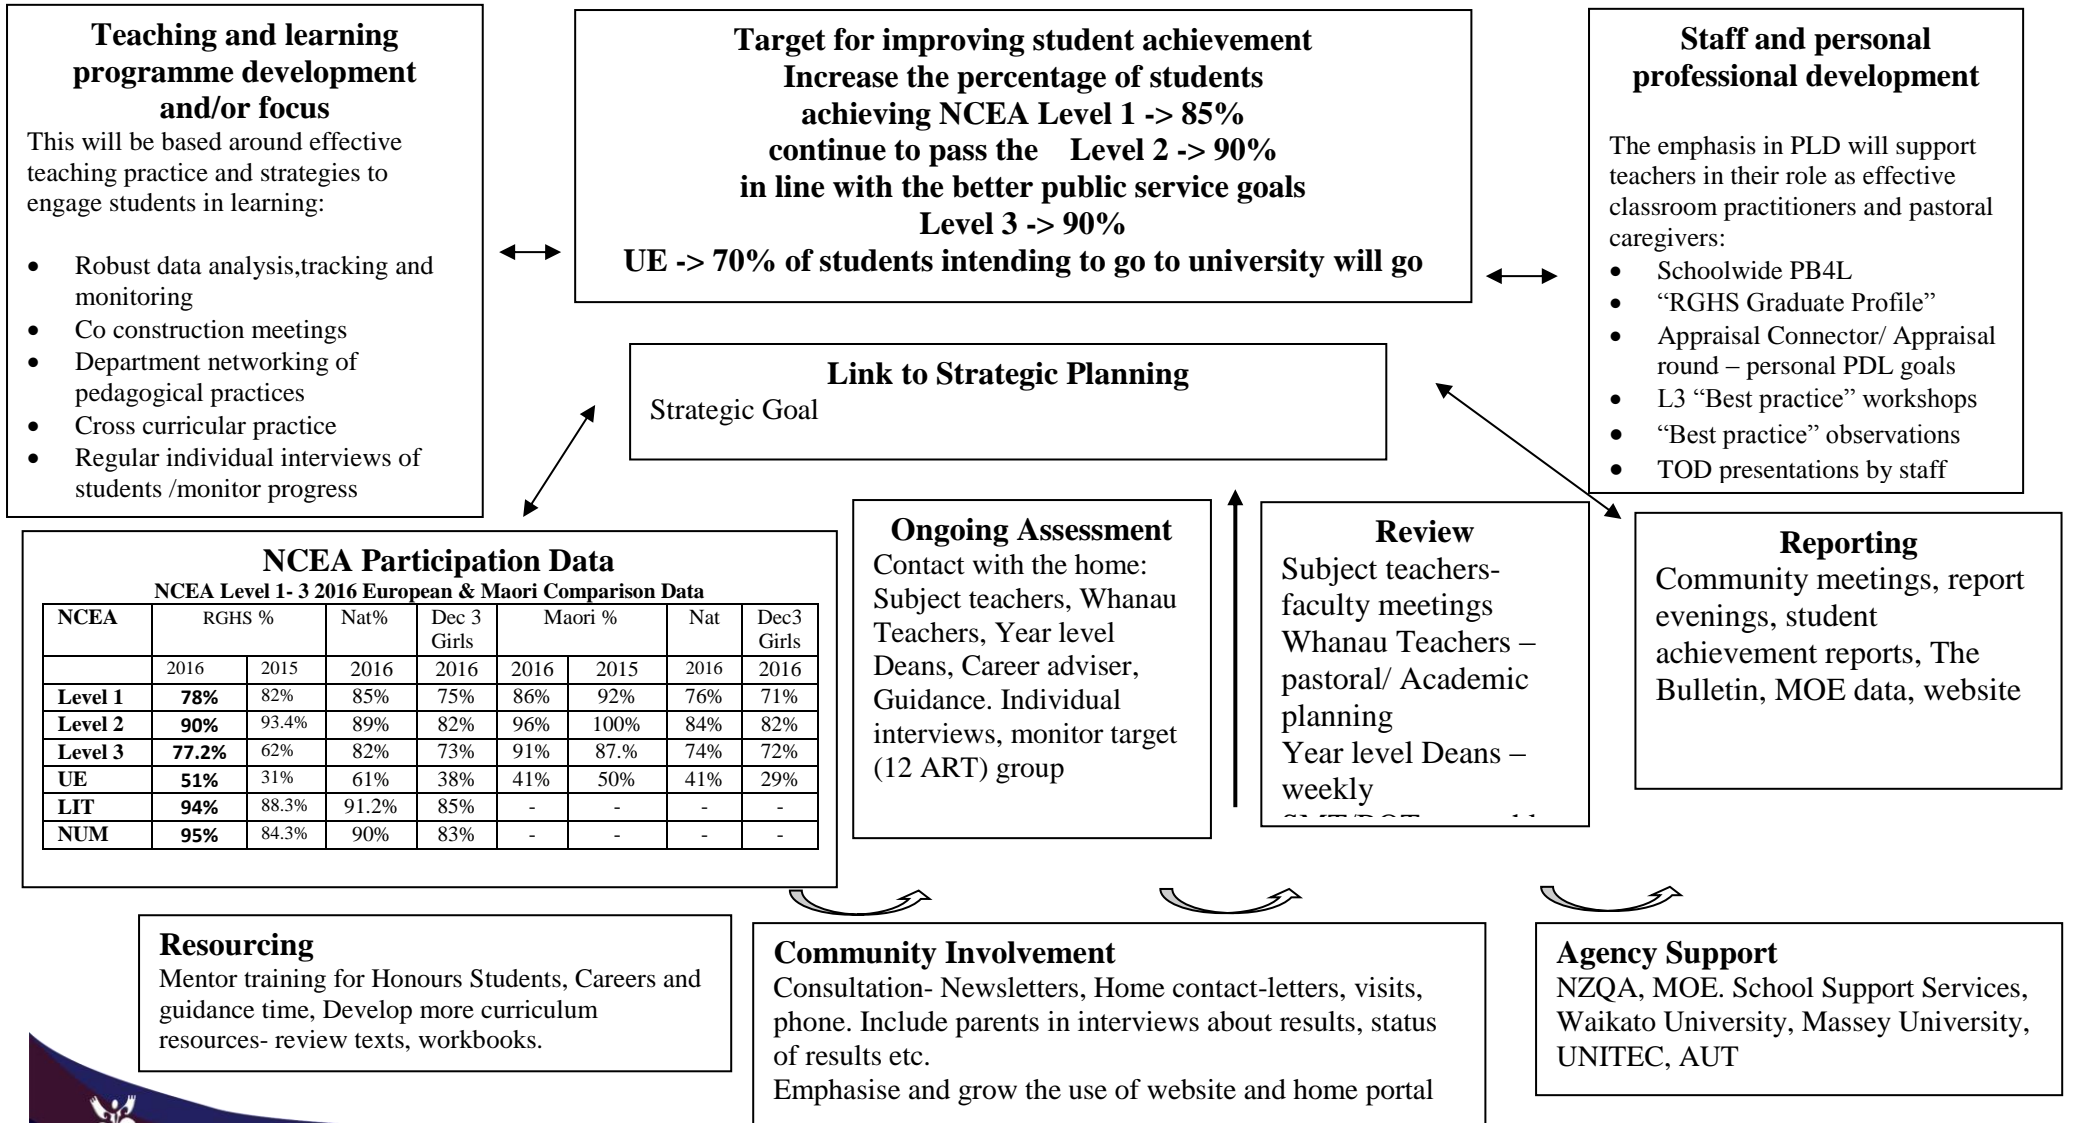 Teaching and learning
programme development
and/or focus
This will be based around effective
teaching practice and strategies to
engage students in learning:
• Robust data analysis,tracking and
monitoring
• Co construction meetings
• Department networking of
pedagogical practices
• Cross curricular practice
• Regular individual interviews of
students /monitor progress
Target for improving student achievement
Increase the percentage of students
achieving NCEA Level 1 -> 85%
continue to pass the Level 2 -> 90%
in line with the better public service goals
Level 3 -> 90%
UE -> 70% of students intending to go to university will go
Staff and personal
professional development
The emphasis in PLD will support
teachers in their role as effective
classroom practitioners and pastoral
caregivers:
• Schoolwide PB4L
• “RGHS Graduate Profile”
• Appraisal Connector/ Appraisal
round – personal PDL goals
• L3 “Best practice” workshops
• “Best practice” observations
• TOD presentations by staff
Link to Strategic Planning
Strategic Goal
NCEA Participation Data
NCEA Level 1- 3 2016 European & Maori Comparison Data
NCEA RGHS % Nat% Dec 3 Maori % Nat Dec3
Girls Girls
2016 2015 2016 2016 2016 2015 2016 2016
Level 1 78% 82% 85% 75% 86% 92% 76% 71%
Level 2 90% 93.4% 89% 82% 96% 100% 84% 82%
Level 3 77.2% 62% 82% 73% 91% 87.% 74% 72%
UE 51% 31% 61% 38% 41% 50% 41% 29%
LIT 94% 88.3% 91.2% 85% - - - -
NUM 95% 84.3% 90% 83% - - - -
Ongoing Assessment
Contact with the home:
Subject teachers, Whanau
Teachers, Year level
Deans, Career adviser,
Guidance. Individual
interviews, monitor target
(12 ART) group
Review
Subject teachers-
faculty meetings
Whanau Teachers –
pastoral/ Academic
planning
Year level Deans –
weekly
Reporting
Community meetings, report
evenings, student
achievement reports, The
Bulletin, MOE data, website
Resourcing
Mentor training for Honours Students, Careers and
guidance time, Develop more curriculum
resources- review texts, workbooks.
Community Involvement
Consultation- Newsletters, Home contact-letters, visits,
phone. Include parents in interviews about results, status
of results etc.
Emphasise and grow the use of website and home portal
Agency Support
NZQA, MOE. School Support Services,
Waikato University, Massey University,
UNITEC, AUT